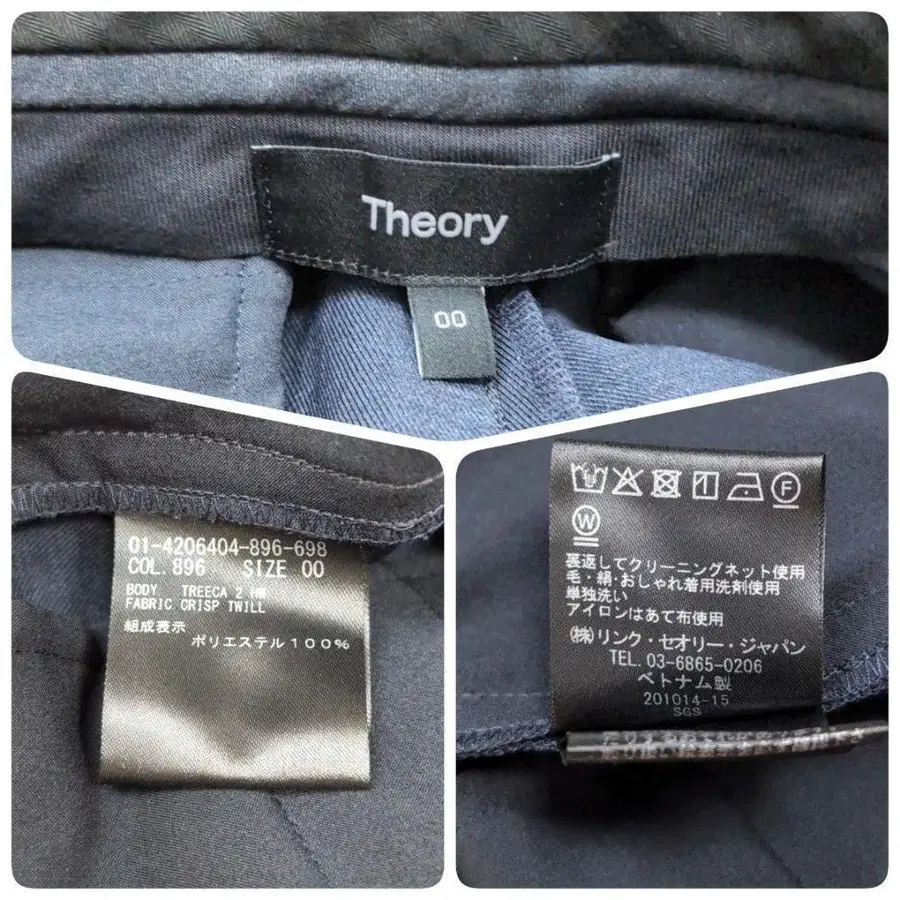 Theory
00
01-4206404-896-698
COL.896 SIZE 00
BODY TREECA 2 HW
FABRIC CRISP TWILL
組成表示
ポリエステル100%
F
W
裏返してクリーニングネット使用
毛・絹・おしゃれ着用洗剤使用
単独洗い
アイロンはあて布使用
㈱リンク・セオリー・ジャパン
TEL. 03-6865-0206
ベトナム製
201014-15
SGS